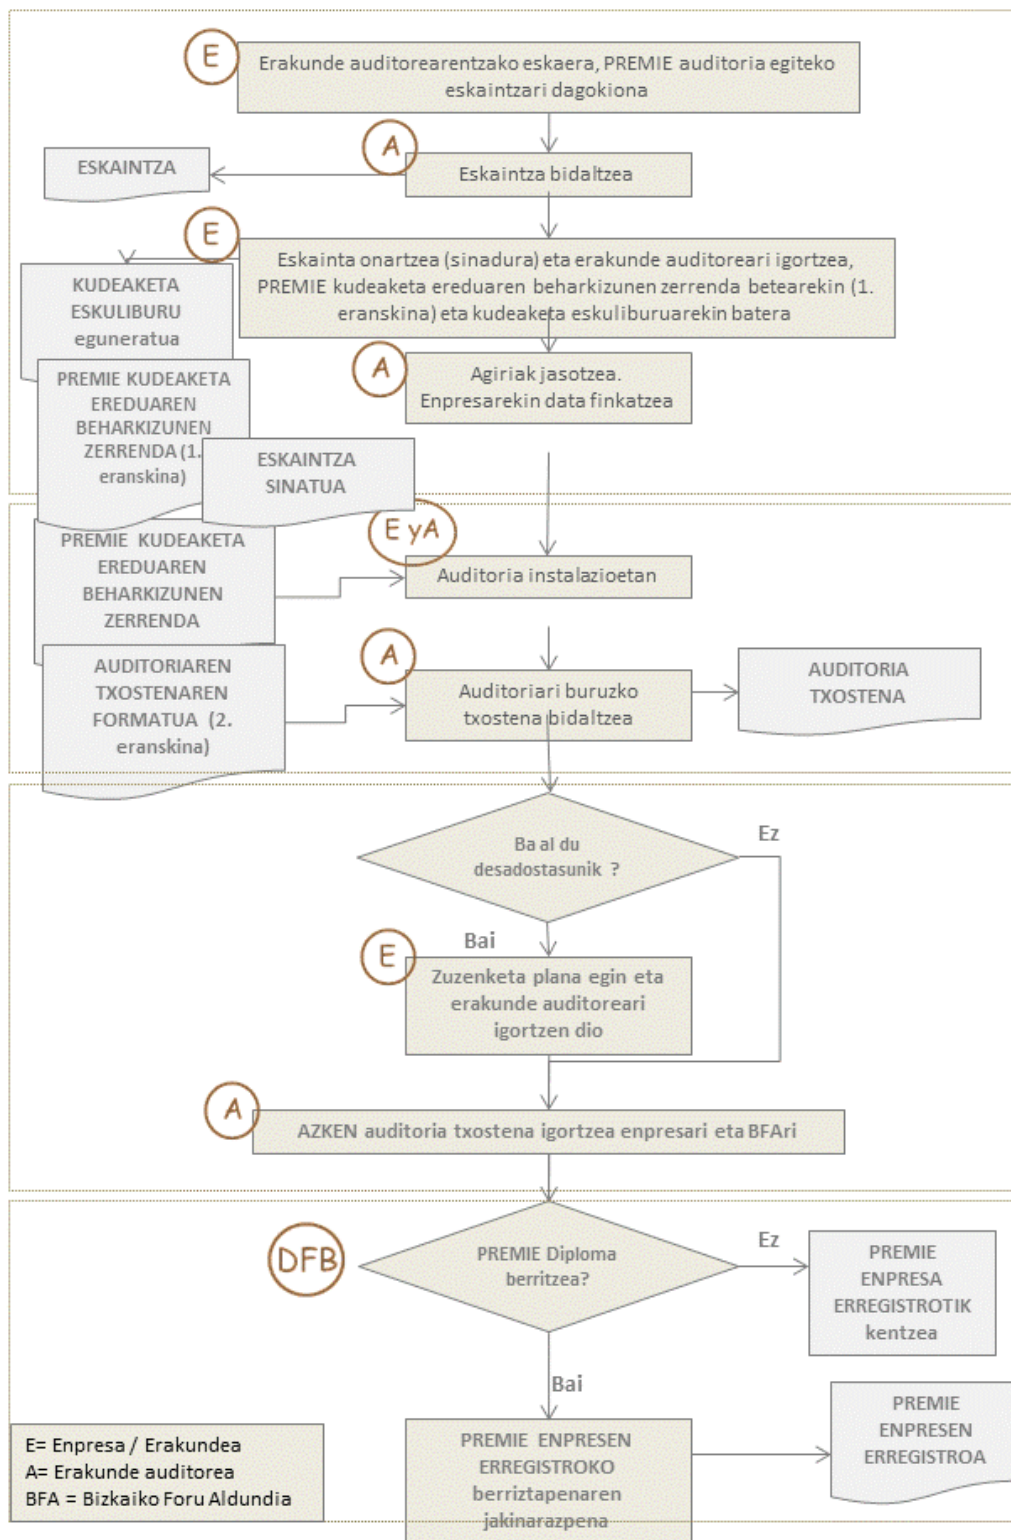 E
Erakunde auditorearentzako eskaera, PREMIE auditoria egiteko
eskaintzari dagokiona
A
ESKAINTZA
Eskaintza bidaltzea
E
Eskainta onartzea (sinadura) eta erakunde auditoreari igortzea,
PREMIE kudeaketa ereduaren beharkizunen zerrenda betearekin (1.
eranskina) eta kudeaketa eskuliburuarekin batera
KUDEAKETA
ESKULIBURU
eguneratua
A
Agiriak jasotzea.
Enpresarekin data finkatzea
PREMIE KUDEAKETA
EREDUAREN
BEHARKIZUNEN
ZERRENDA (1.
eranskina)
ESKAINTZA
SINATUA
E y A
PREMIE KUDEAKETA
EREDUAREN
BEHARKIZUNEN
ZERRENDA
Auditoria instalazioetan
A
AUDITORIAREN
TXOSTENAREN
FORMATUA (2.
eranskina)
Auditoriari buruzko
txostena bidaltzea
AUDITORIA
TXOSTENA
Ba al du
desadostasunik ?
Ez
Bai
E
Zuzenketa plana egin eta
erakunde auditoreari
igortzen dio
A
AZKEN auditoria txostena igortzea enpresari eta BFAri
DFB
PREMIE Diploma
berritzea?
Ez
PREMIE
ENPRESA
ERREGISTROTIK
kentzea
Bai
PREMIE ENPRESEN
ERREGISTROKO
berriztapenaren
jakinarazpena
PREMIE
ENPRESEN
ERREGISTROA
E= Enpresa / Erakundea
A= Erakunde auditorea
BFA = Bizkaiko Foru Aldundia